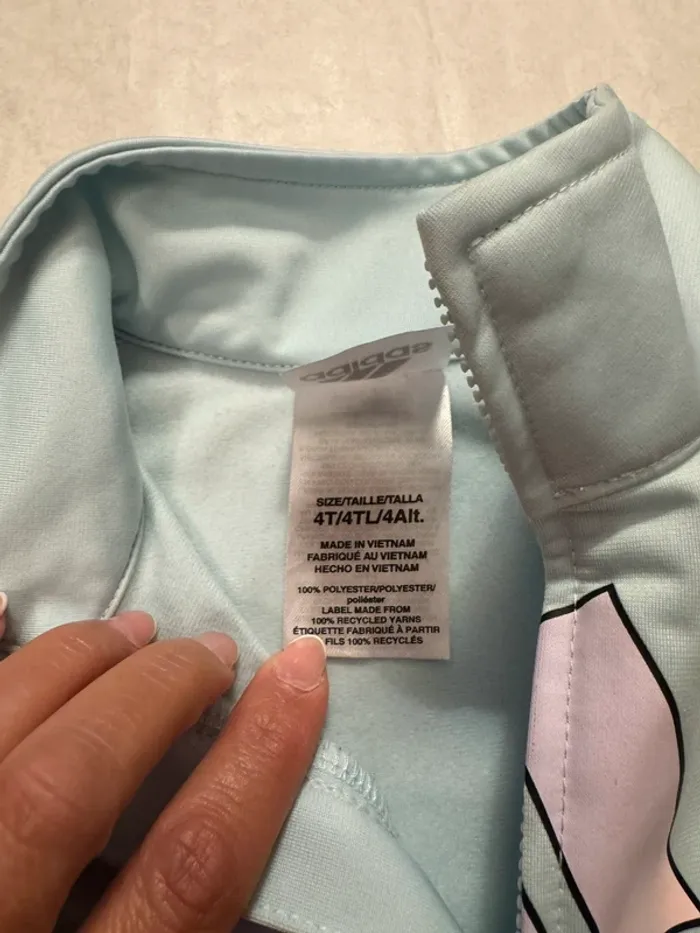 adidas
SIZE/TAILLE/TALLA
4T/4TL/4Alt.
MADE IN VIETNAM
FABRIQUÉ AU VIETNAM
HECHO EN VIETNAM
100% POLYESTER/POLYESTER/
poliéster
LABEL MADE FROM
100% RECYCLED YARNS
ÉTIQUETTE FABRIQUÉ À PARTIR
FILS 100% RECYCLÉS